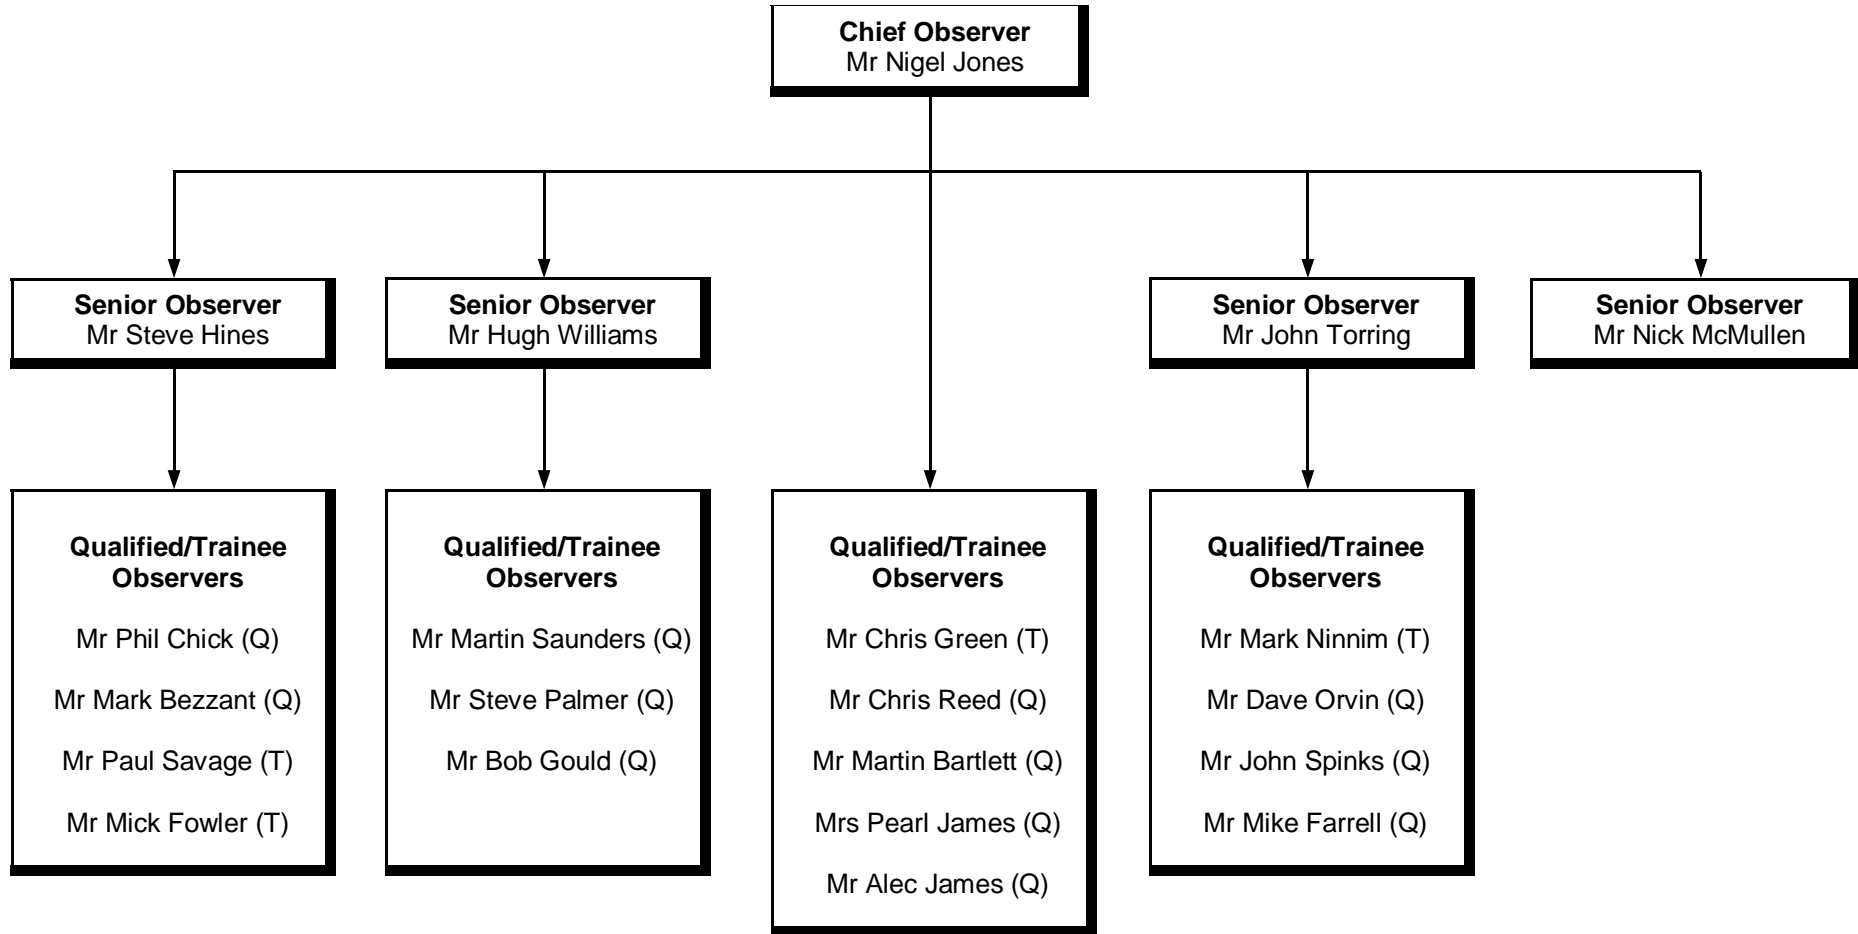 Chief Observer
Mr Nigel Jones
Senior Observer
Mr Steve Hines
Senior Observer
Mr Hugh Williams
Senior Observer
Mr John Torring
Senior Observer
Mr Nick McMullen
Qualified/Trainee
Observers
Mr Phil Chick (Q)
Mr Mark Bezzant (Q)
Mr Paul Savage (T)
Mr Mick Fowler (T)
Qualified/Trainee
Observers
Mr Martin Saunders (Q)
Mr Steve Palmer (Q)
Mr Bob Gould (Q)
Qualified/Trainee
Observers
Mr Chris Green (T)
Mr Chris Reed (Q)
Mr Martin Bartlett (Q)
Mrs Pearl James (Q)
Mr Alec James (Q)
Qualified/Trainee
Observers
Mr Mark Ninnim (T)
Mr Dave Orvin (Q)
Mr John Spinks (Q)
Mr Mike Farrell (Q)